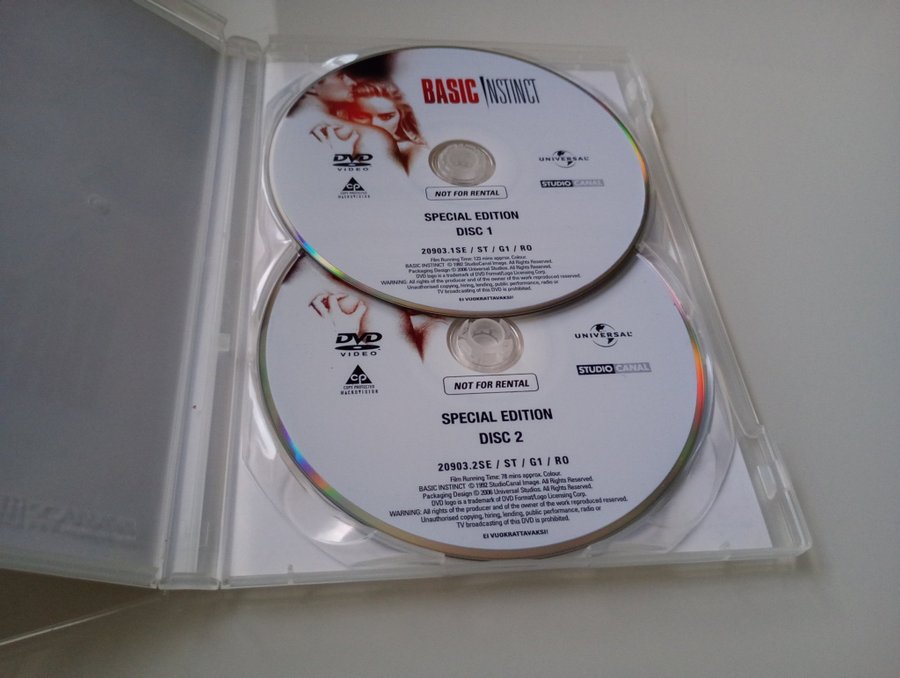 BASIC INSTINCT
DVD
VIDEO
UNIVERSAL
CP
COPY PROTECTED
MACROVISION
STUDIO CANAL
NOT FOR RENTAL
SPECIAL EDITION
DISC 1
20903.1SE / ST / G1 / RO
Film Running Time: 123 mins approx. Colour.
BASIC INSTINCT © 1992 StudioCanal Image. All Rights Reserved.
Packaging Design © 2006 Universal Studios. All Rights Reserved.
DVD logo is a trademark of DVD Format/Logo Licensing Corp.
WARNING: All rights of the producer and of the owner of the work reproduced reserved.
Unauthorised copying, hiring, lending, public performance, radio or
TV broadcasting of this DVD is prohibited.
EI VUOKRATTAVAKSI!
DVD
VIDEO
UNIVERSAL
CP
COPY PROTECTED
MACROVISION
STUDIO CANAL
NOT FOR RENTAL
SPECIAL EDITION
DISC 2
20903.2SE / ST / G1 / RO
Film Running Time: 78 mins approx. Colour.
BASIC INSTINCT © 1992 StudioCanal Image. All Rights Reserved.
Packaging Design © 2006 Universal Studios. All Rights Reserved.
DVD logo is a trademark of DVD Format/Logo Licensing Corp.
WARNING: All rights of the producer and of the owner of the work reproduced reserved.
Unauthorised copying, hiring, lending, public performance, radio or
TV broadcasting of this DVD is prohibited.
EI VUOKRATTAVAKSI!